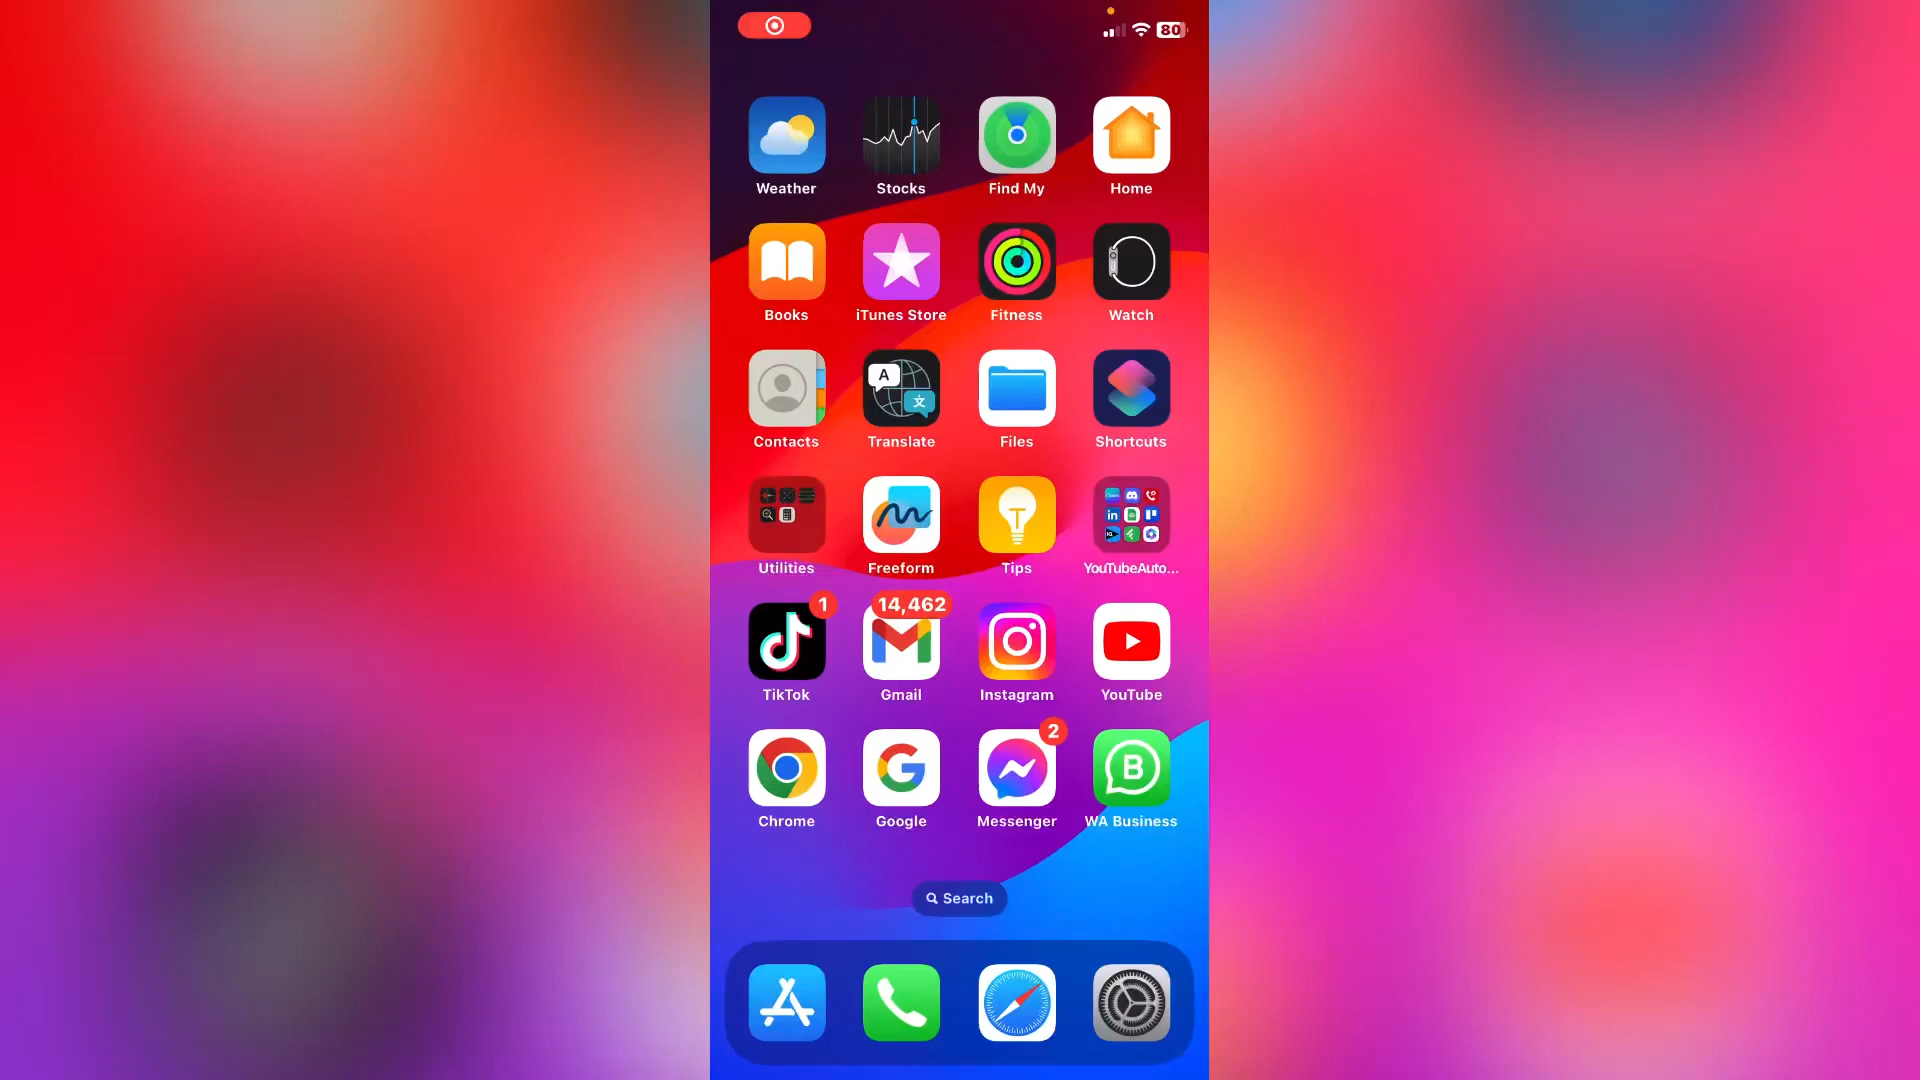 80
Weather Stocks Find My Home
Books iTunes Store Fitness Watch
A
文
Contacts Translate Files Shortcuts
in
T
Utilities Freeform Tips YouTubeAuto...
1 14,462
TikTok Gmail Instagram YouTube
2
B
Chrome Google Messenger WA Business
Search